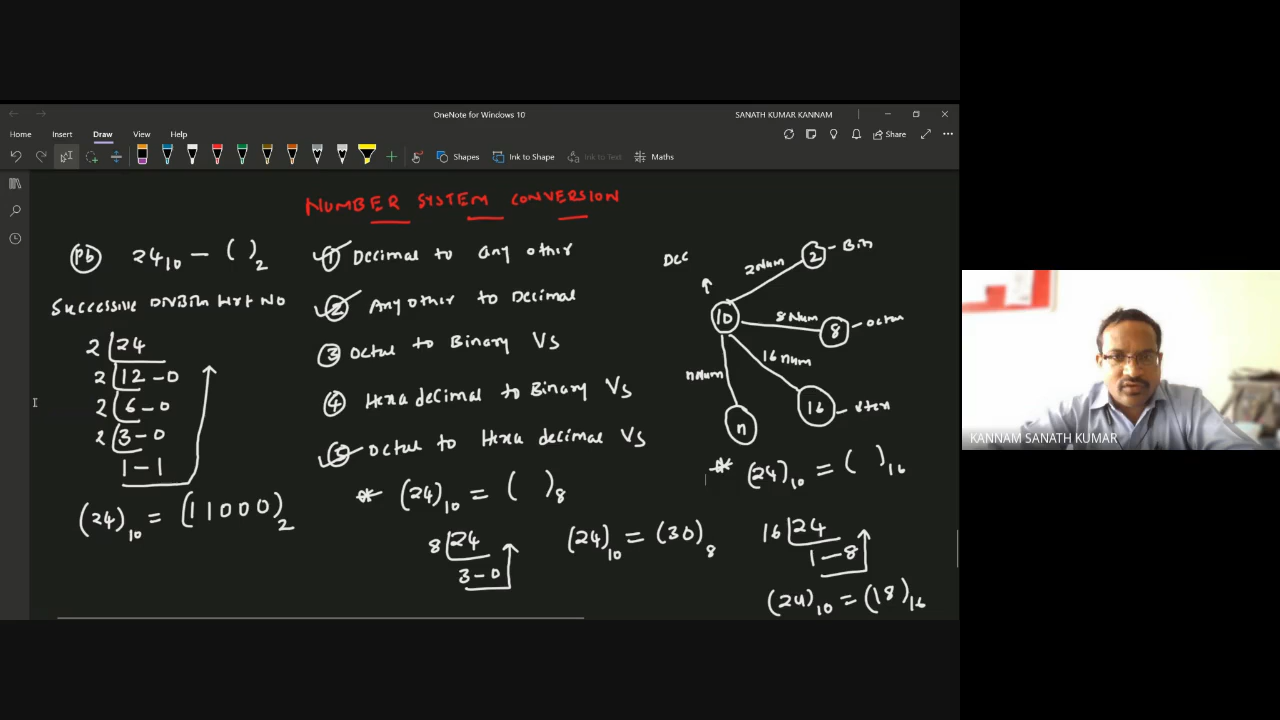 OneNote for Windows 10
SANATH KUMAR KANNAM
Home Insert Draw View Help
Share
Shapes Ink to Shape Ink to Text Maths
NUMBER SYSTEM CONVERSION
Pb 24₁₀ — ( )₂
Successive Division Wrt No
2 | 24
2 | 12 - 0
2 | 6 - 0
2 | 3 - 0
1 - 1
(24)₁₀ = (11000)₂
1 Decimal to any other
2 Any other to Decimal
3 Octal to Binary Vs
4 Hexa decimal to Binary Vs
5 Octal to Hexa decimal Vs
* (24)₁₀ = ( )₈
8 | 24
3 - 0
(24)₁₀ = (30)₈
Dec
10
2 Num
2 - Bin
8 Num
8 - Octal
16 Num
16
n Num
n
* (24)₁₀ = ( )₁₆
16 | 24
1 - 8
(24)₁₀ = (18)₁₆
KANNAM SANATH KUMAR